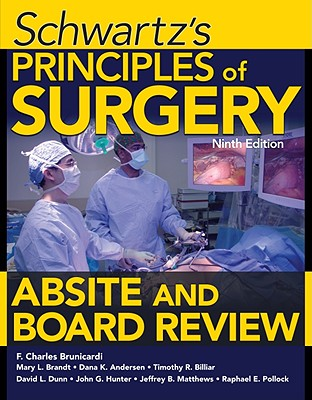 Schwartz's
PRINCIPLES of
SURGERY
Ninth Edition
ABSITE AND
BOARD REVIEW
F. Charles Brunicardi
Mary L. Brandt • Dana K. Andersen • Timothy R. Billiar
David L. Dunn • John G. Hunter • Jeffrey B. Matthews • Raphael E. Pollock